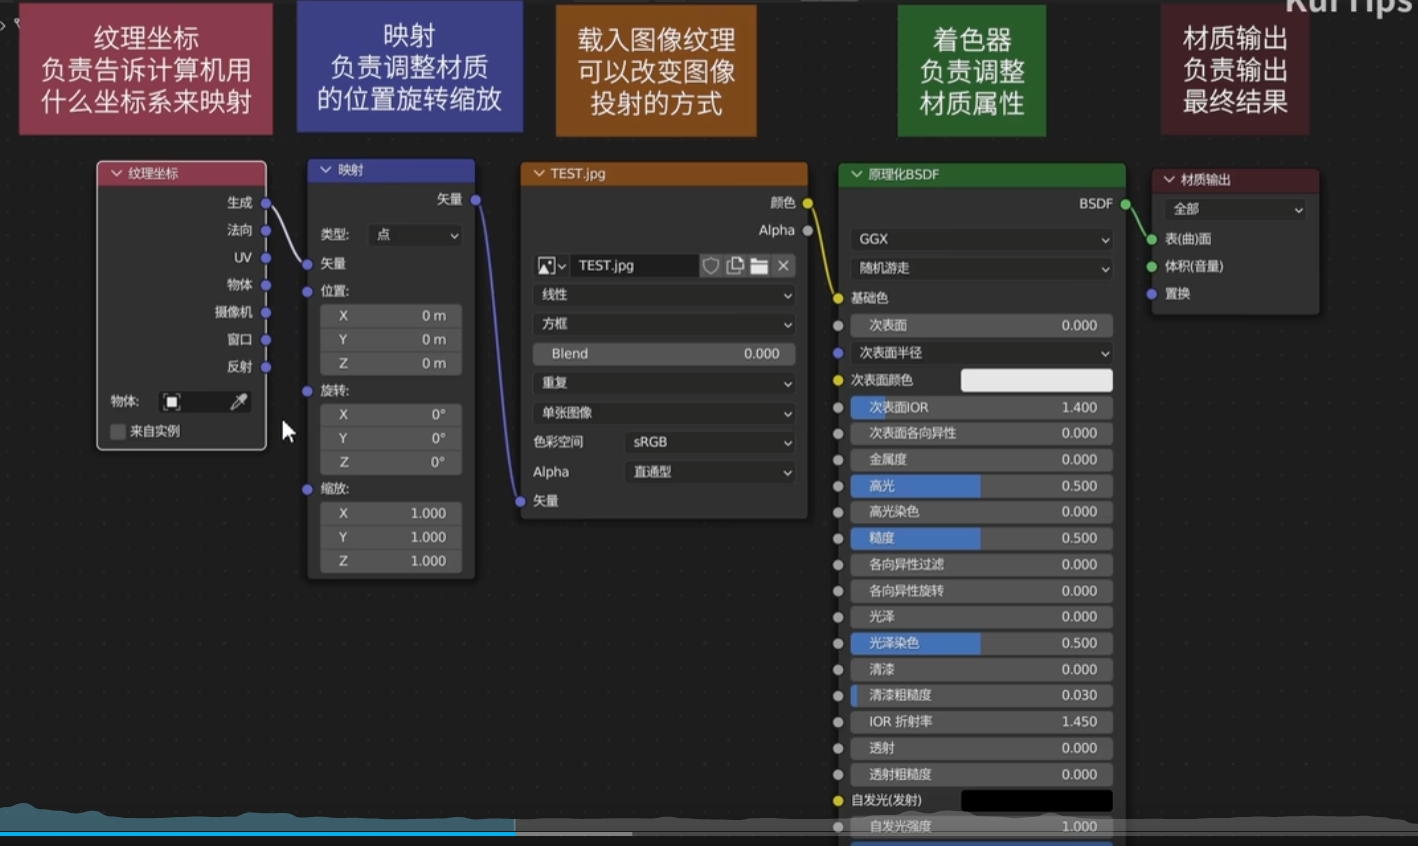 Kur Tips
纹理坐标
负责告诉计算机用
什么坐标系来映射
映射
负责调整材质
的位置旋转缩放
载入图像纹理
可以改变图像
投射的方式
着色器
负责调整
材质属性
材质输出
负责输出
最终结果
纹理坐标
生成
法向
UV
物体
摄像机
窗口
反射
物体:
来自实例
映射
矢量
类型: 点
矢量
位置:
X 0 m
Y 0 m
Z 0 m
旋转:
X 0°
Y 0°
Z 0°
缩放:
X 1.000
Y 1.000
Z 1.000
TEST.jpg
颜色
Alpha
TEST.jpg
线性
方框
Blend 0.000
重复
单张图像
色彩空间 sRGB
Alpha 直通型
矢量
原理化BSDF
BSDF
GGX
随机游走
基础色
次表面 0.000
次表面半径
次表面颜色
次表面IOR 1.400
次表面各向异性 0.000
金属度 0.000
高光 0.500
高光染色 0.000
糙度 0.500
各向异性过滤 0.000
各向异性旋转 0.000
光泽 0.000
光泽染色 0.500
清漆 0.000
清漆粗糙度 0.030
IOR 折射率 1.450
透射 0.000
透射粗糙度 0.000
自发光(发射)
自发光强度 1.000
材质输出
全部
表(曲)面
体积(音量)
置换